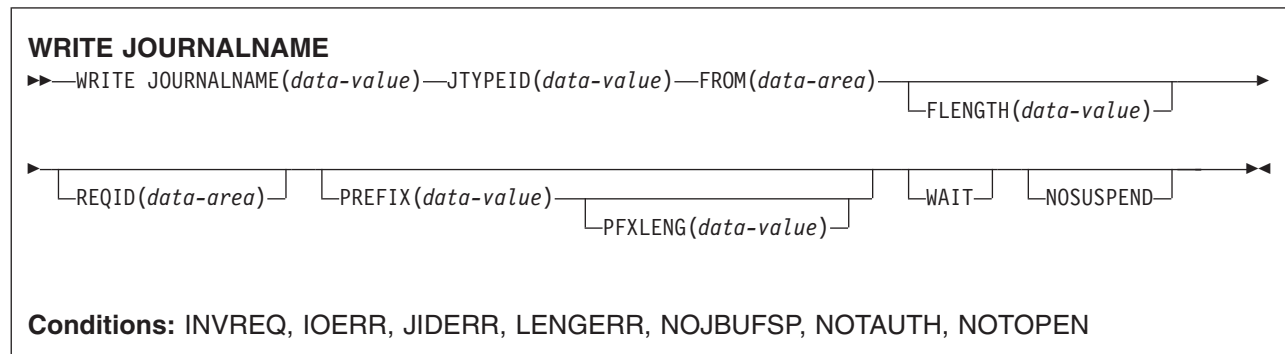 WRITE JOURNALNAME
WRITE JOURNALNAME(data-value) JTYPEID(data-value) FROM(data-area)
FLENGTH(data-value)
REQID(data-area) PREFIX(data-value) WAIT NOSUSPEND
PFXLENG(data-value)
Conditions: INVREQ, IOERR, JIDERR, LENGERR, NOJBUFSP, NOTAUTH, NOTOPEN